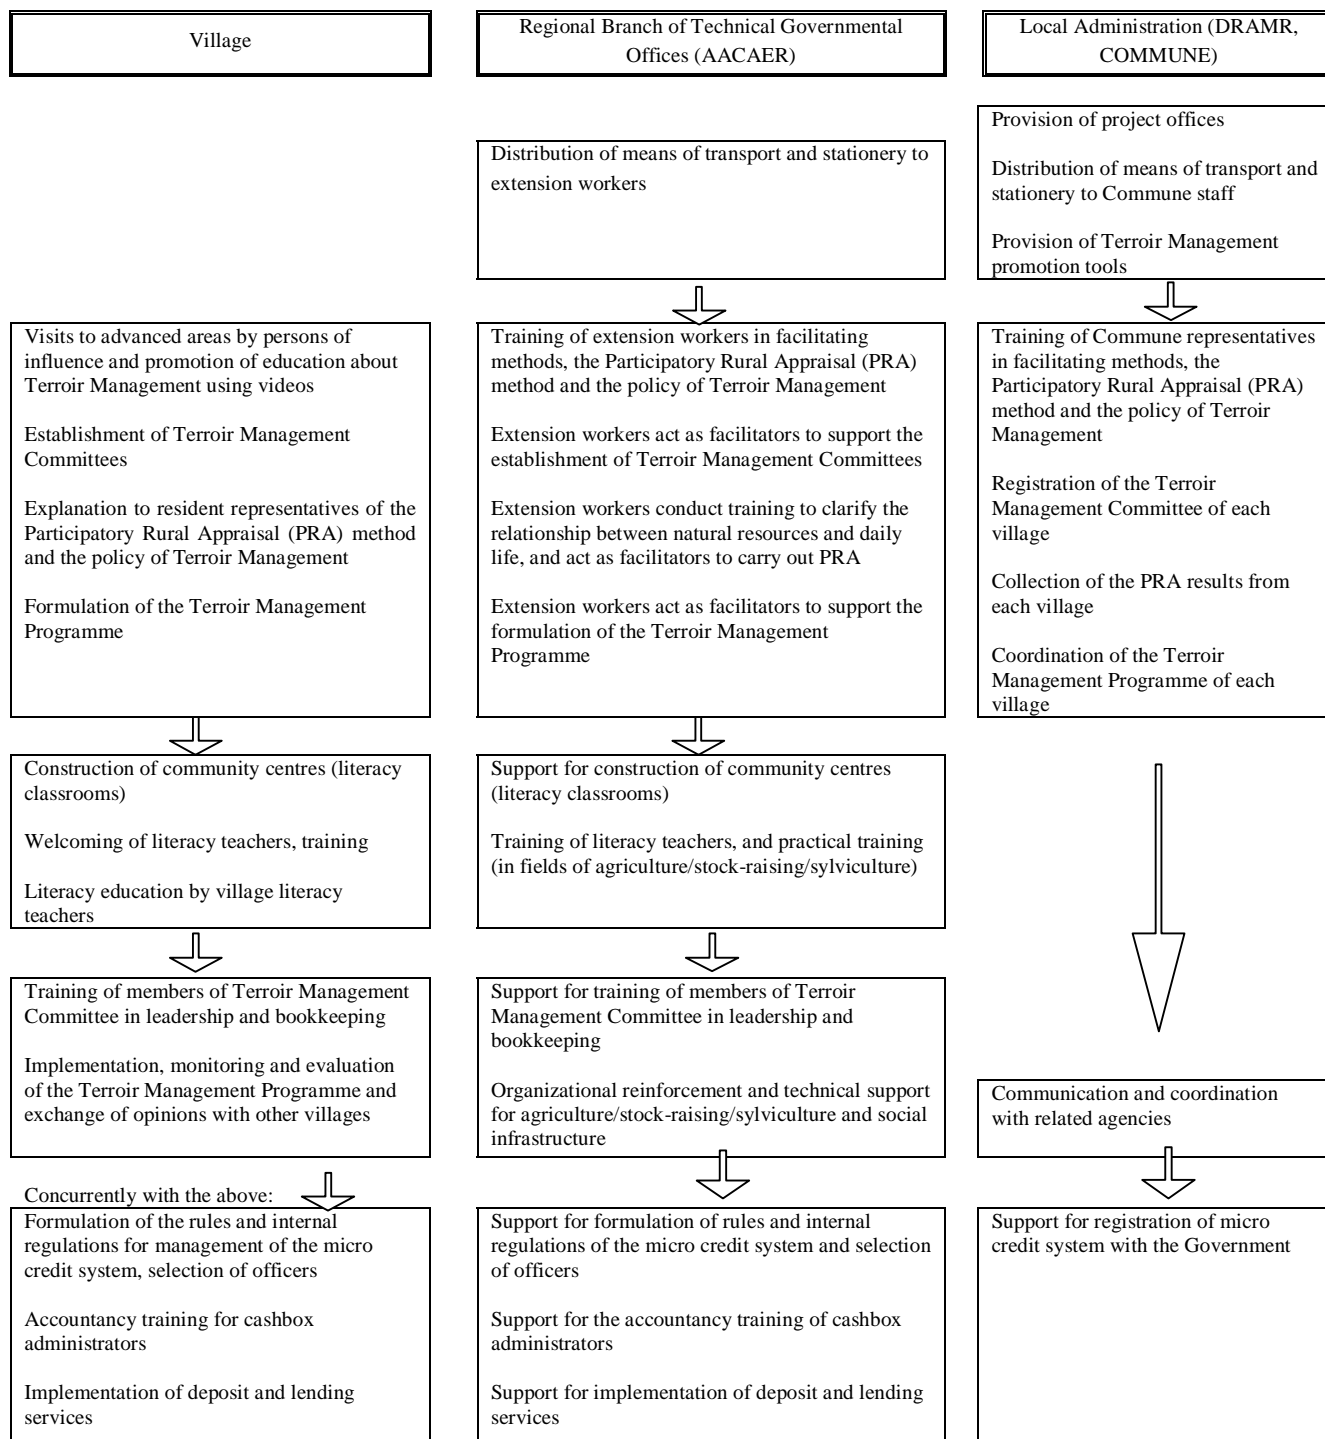 Village
Regional Branch of Technical Governmental
Offices (AACAER)
Local Administration (DRAMR,
COMMUNE)
Distribution of means of transport and stationery to
extension workers
Provision of project offices
Distribution of means of transport and
stationery to Commune staff
Provision of Terroir Management
promotion tools
Visits to advanced areas by persons of
influence and promotion of education about
Terroir Management using videos
Establishment of Terroir Management
Committees
Explanation to resident representatives of the
Participatory Rural Appraisal (PRA) method
and the policy of Terroir Management
Formulation of the Terroir Management
Programme
Training of extension workers in facilitating
methods, the Participatory Rural Appraisal (PRA)
method and the policy of Terroir Management
Extension workers act as facilitators to support the
establishment of Terroir Management Committees
Extension workers conduct training to clarify the
relationship between natural resources and daily
life, and act as facilitators to carry out PRA
Extension workers act as facilitators to support the
formulation of the Terroir Management
Programme
Training of Commune representatives
in facilitating methods, the
Participatory Rural Appraisal (PRA)
method and the policy of Terroir
Management
Registration of the Terroir
Management Committee of each
village
Collection of the PRA results from
each village
Coordination of the Terroir
Management Programme of each
village
Construction of community centres (literacy
classrooms)
Welcoming of literacy teachers, training
Literacy education by village literacy
teachers
Support for construction of community centres
(literacy classrooms)
Training of literacy teachers, and practical training
(in fields of agriculture/stock-raising/sylviculture)
Training of members of Terroir Management
Committee in leadership and bookkeeping
Implementation, monitoring and evaluation
of the Terroir Management Programme and
exchange of opinions with other villages
Support for training of members of Terroir
Management Committee in leadership and
bookkeeping
Organizational reinforcement and technical support
for agriculture/stock-raising/sylviculture and social
infrastructure
Communication and coordination
with related agencies
Concurrently with the above:
Formulation of the rules and internal
regulations for management of the micro
credit system, selection of officers
Accountancy training for cashbox
administrators
Implementation of deposit and lending
services
Support for formulation of rules and internal
regulations of the micro credit system and selection
of officers
Support for the accountancy training of cashbox
administrators
Support for implementation of deposit and lending
services
Support for registration of micro
credit system with the Government